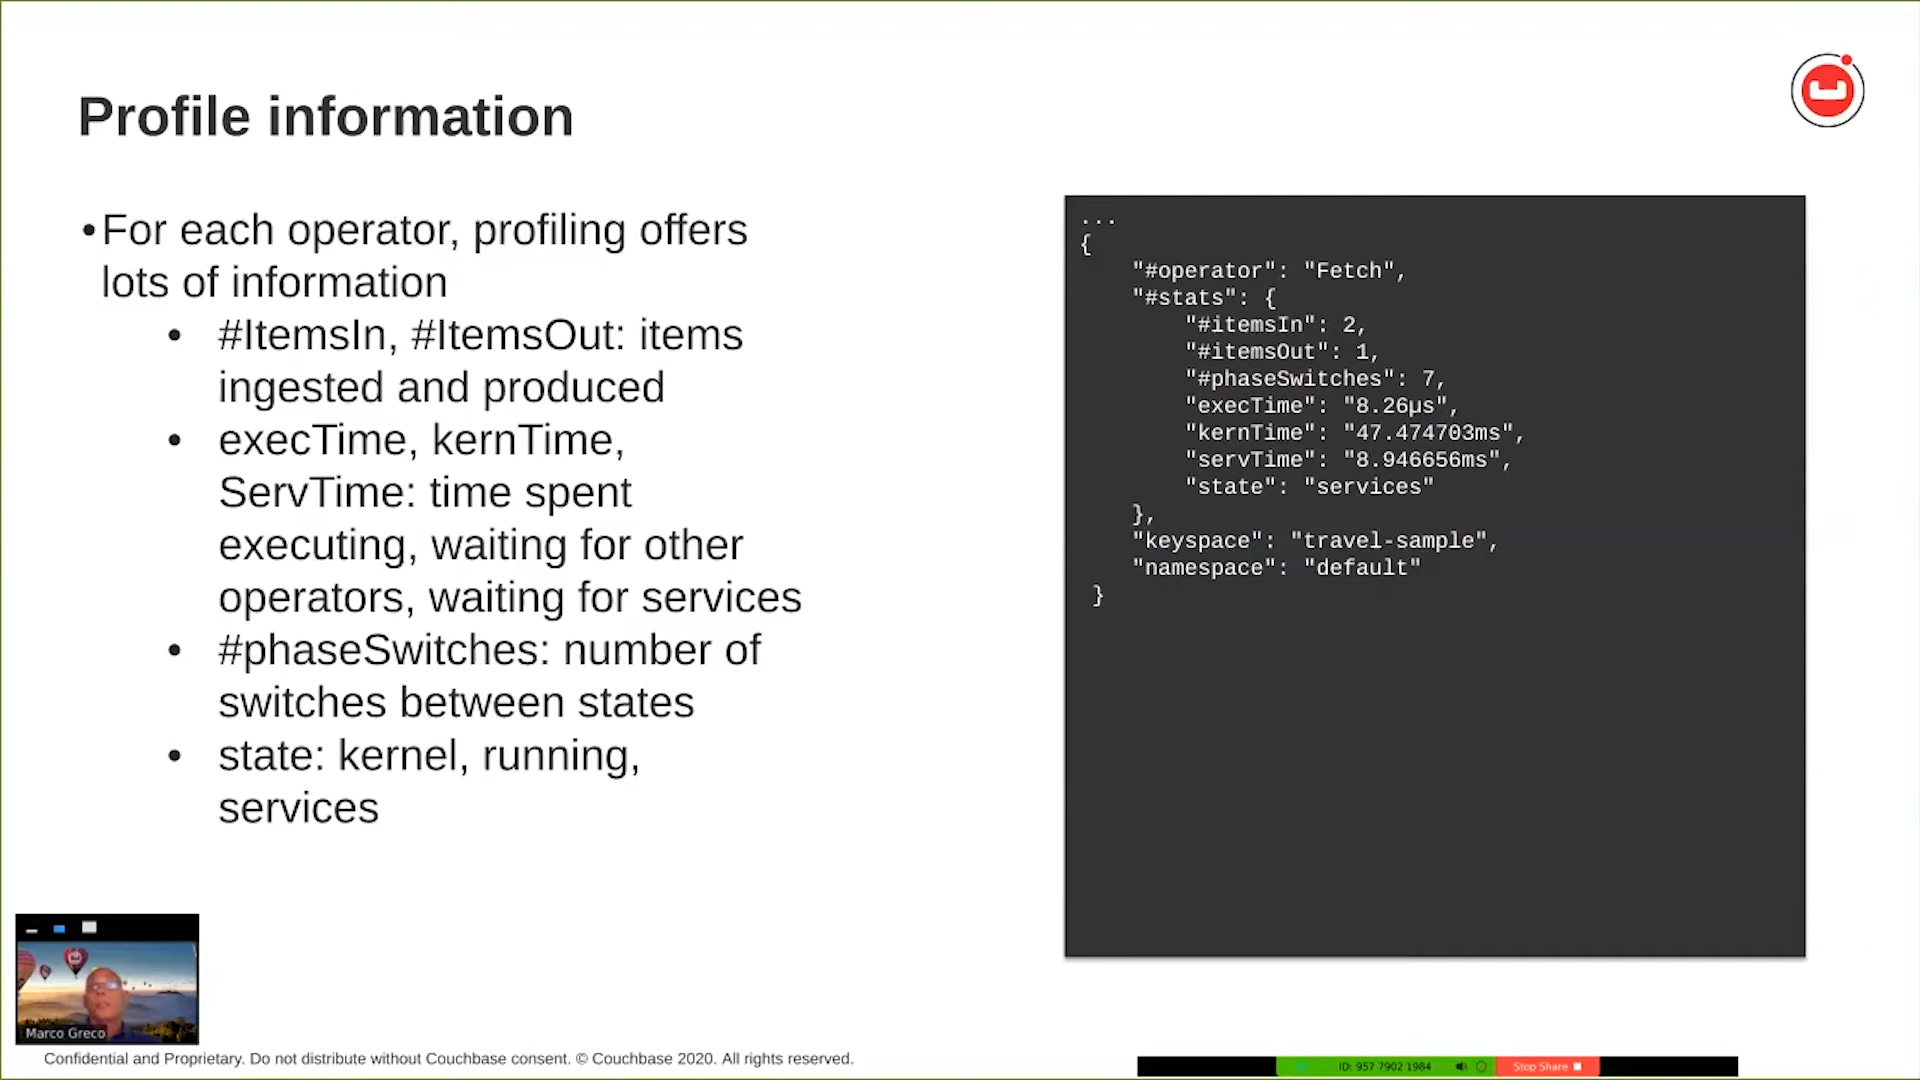 Profile information
•For each operator, profiling offers
lots of information
• #ItemsIn, #ItemsOut: items
ingested and produced
• execTime, kernTime,
ServTime: time spent
executing, waiting for other
operators, waiting for services
• #phaseSwitches: number of
switches between states
• state: kernel, running,
services
...
{
"#operator": "Fetch",
"#stats": {
"#itemsIn": 2,
"#itemsOut": 1,
"#phaseSwitches": 7,
"execTime": "8.26µs",
"kernTime": "47.474703ms",
"servTime": "8.946656ms",
"state": "services"
},
"keyspace": "travel-sample",
"namespace": "default"
}
Marco Greco
Confidential and Proprietary. Do not distribute without Couchbase consent. © Couchbase 2020. All rights reserved.
ID: 957 7902 1984
Stop Share